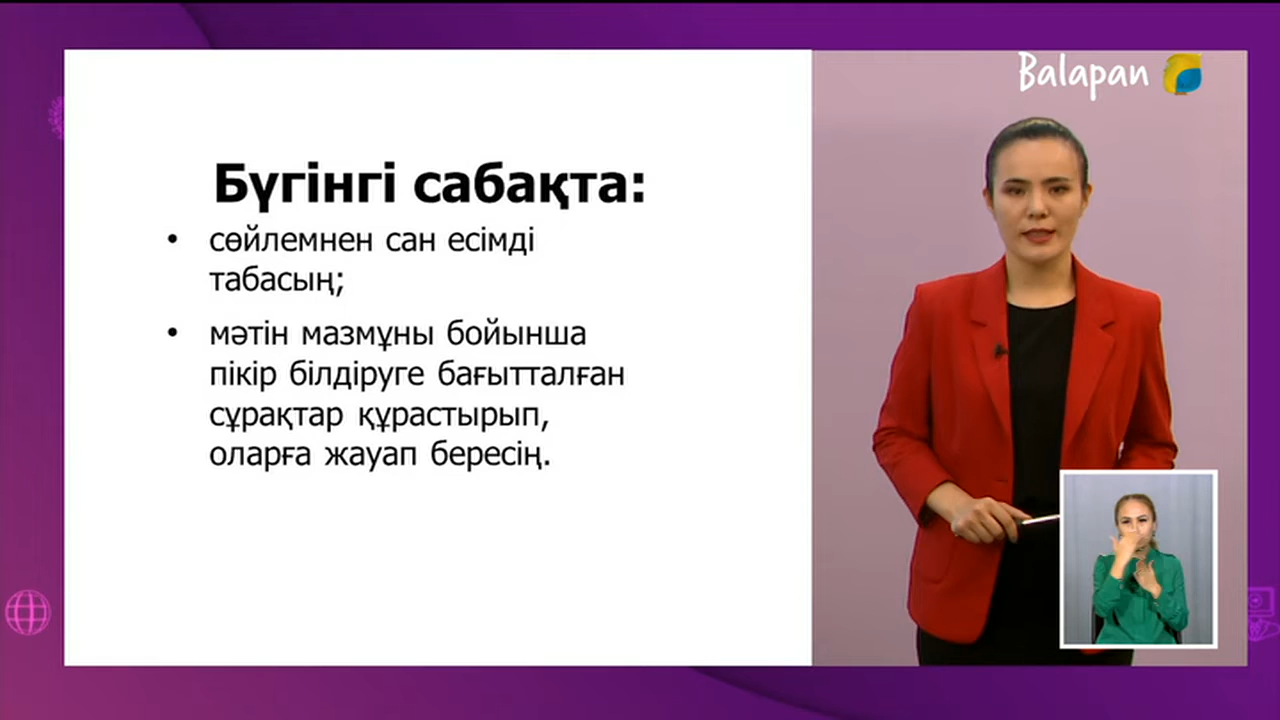 Balapan
Бүгінгі сабақта:
• сөйлемнен сан есімді
табасың;
• мәтін мазмұны бойынша
пікір білдіруге бағытталған
сұрақтар құрастырып,
оларға жауап бересің.